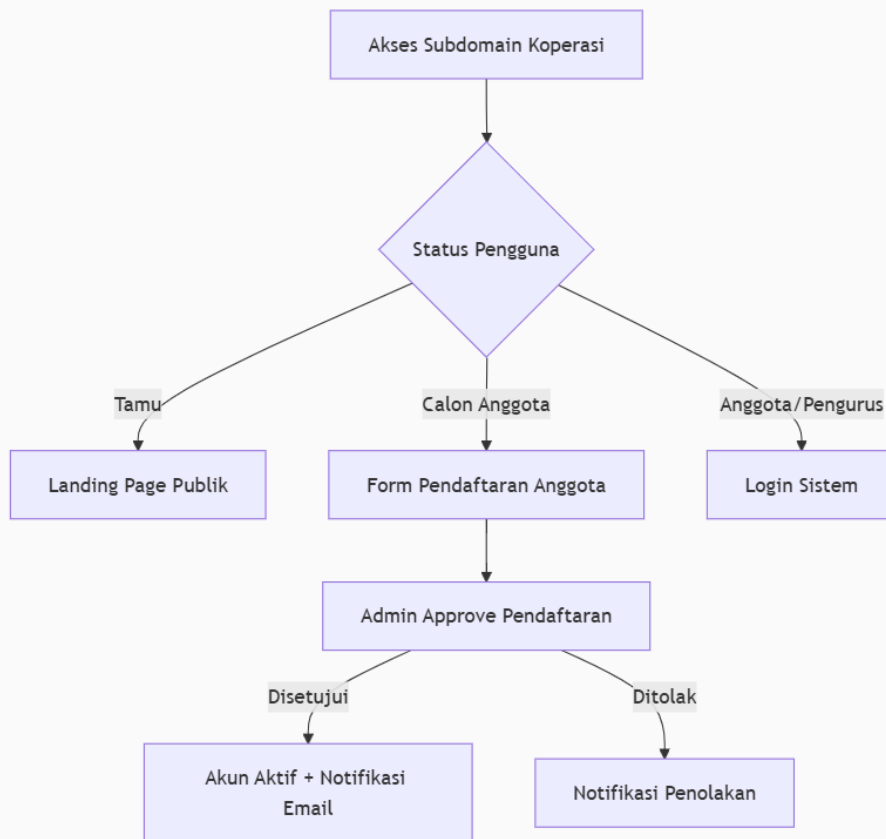 Akses Subdomain Koperasi
Status Pengguna
Tamu
Calon Anggota
Anggota/Pengurus
Landing Page Publik
Form Pendaftaran Anggota
Login Sistem
Admin Approve Pendaftaran
Disetujui
Ditolak
Akun Aktif + Notifikasi
Email
Notifikasi Penolakan